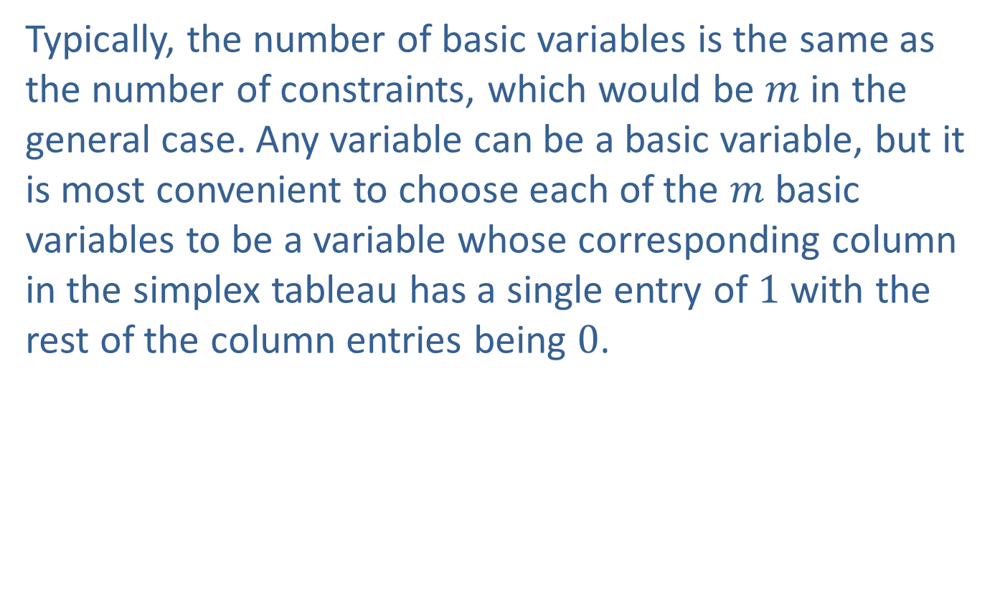 Typically, the number of basic variables is the same as
the number of constraints, which would be 𝑚 in the
general case. Any variable can be a basic variable, but it
is most convenient to choose each of the 𝑚 basic
variables to be a variable whose corresponding column
in the simplex tableau has a single entry of 1 with the
rest of the column entries being 0.